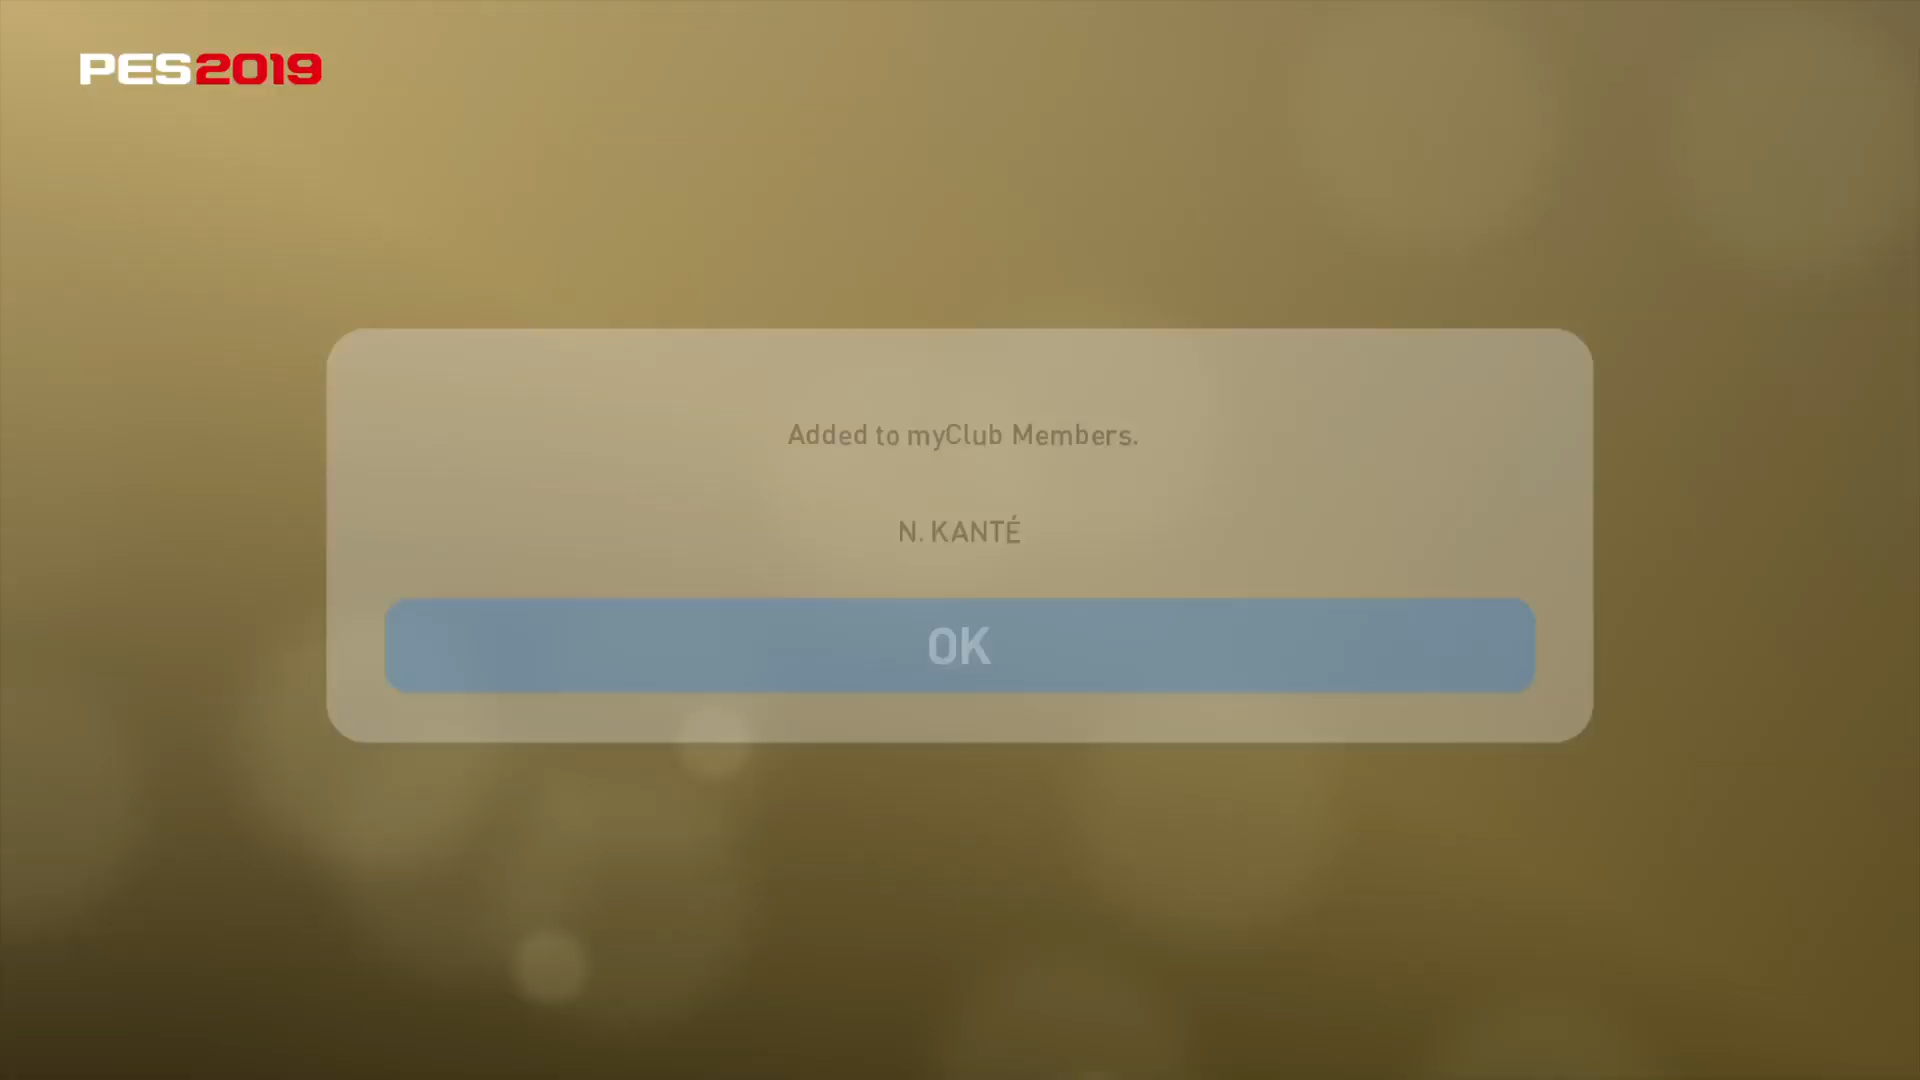 PES2019
Added to myClub Members.
N. KANTÉ
OK